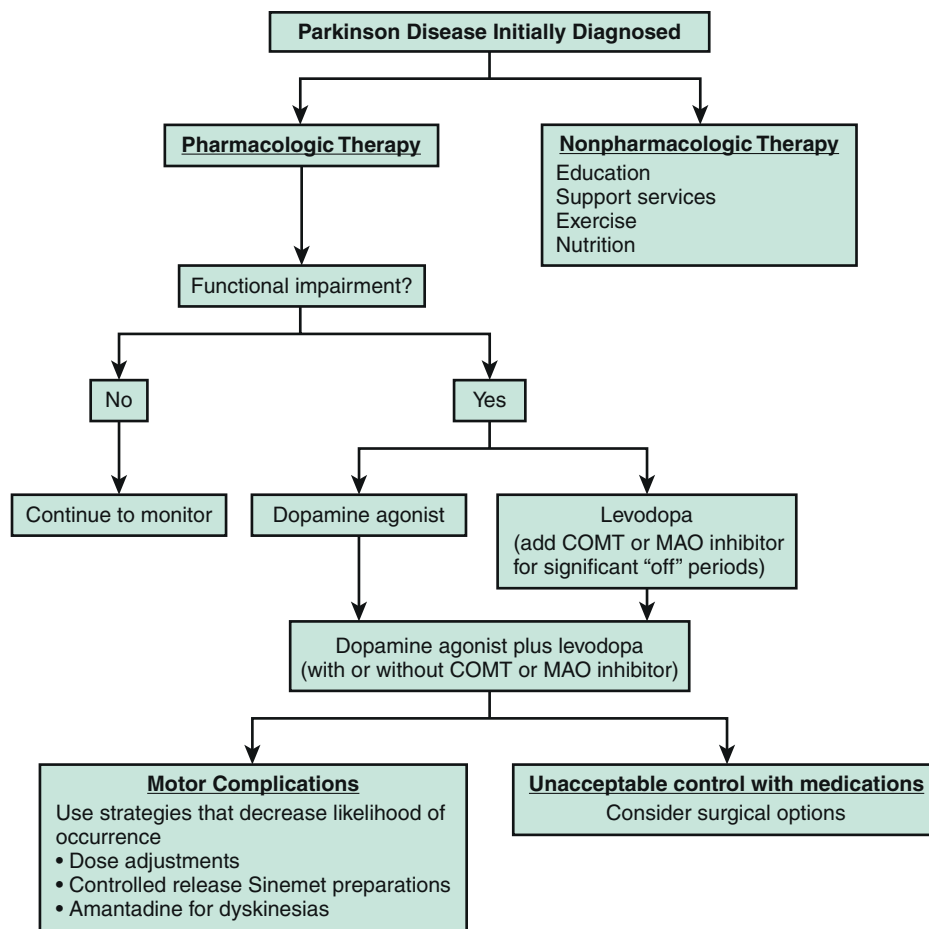 Parkinson Disease Initially Diagnosed
Pharmacologic Therapy
Nonpharmacologic Therapy
Education
Support services
Exercise
Nutrition
Functional impairment?
No
Yes
Continue to monitor
Dopamine agonist
Levodopa
(add COMT or MAO inhibitor
for significant “off” periods)
Dopamine agonist plus levodopa
(with or without COMT or MAO inhibitor)
Motor Complications
Use strategies that decrease likelihood of
occurrence
• Dose adjustments
• Controlled release Sinemet preparations
• Amantadine for dyskinesias
Unacceptable control with medications
Consider surgical options